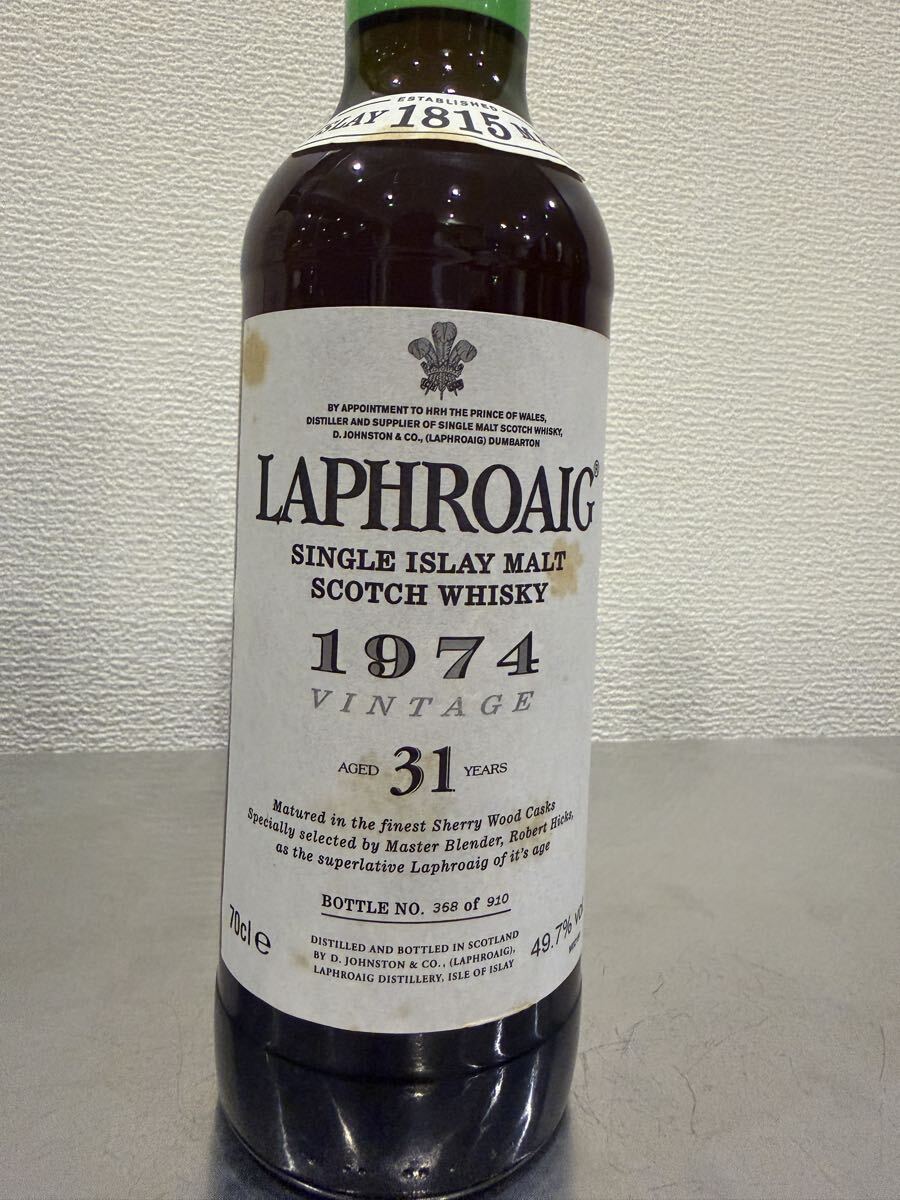 ESTABLISHED
ISLAY 1815
BY APPOINTMENT TO HRH THE PRINCE OF WALES,
DISTILLER AND SUPPLIER OF SINGLE MALT SCOTCH WHISKY,
D. JOHNSTON & CO., (LAPHROAIG) DUMBARTON
LAPHROAIG®
SINGLE ISLAY MALT
SCOTCH WHISKY
1974
VINTAGE
AGED 31 YEARS
Matured in the finest Sherry Wood Casks
Specially selected by Master Blender, Robert Hicks,
as the superlative Laphroaig of it's age
BOTTLE NO. 368 of 910
70cl e
DISTILLED AND BOTTLED IN SCOTLAND
BY D. JOHNSTON & CO., (LAPHROAIG),
LAPHROAIG DISTILLERY, ISLE OF ISLAY
49.7%